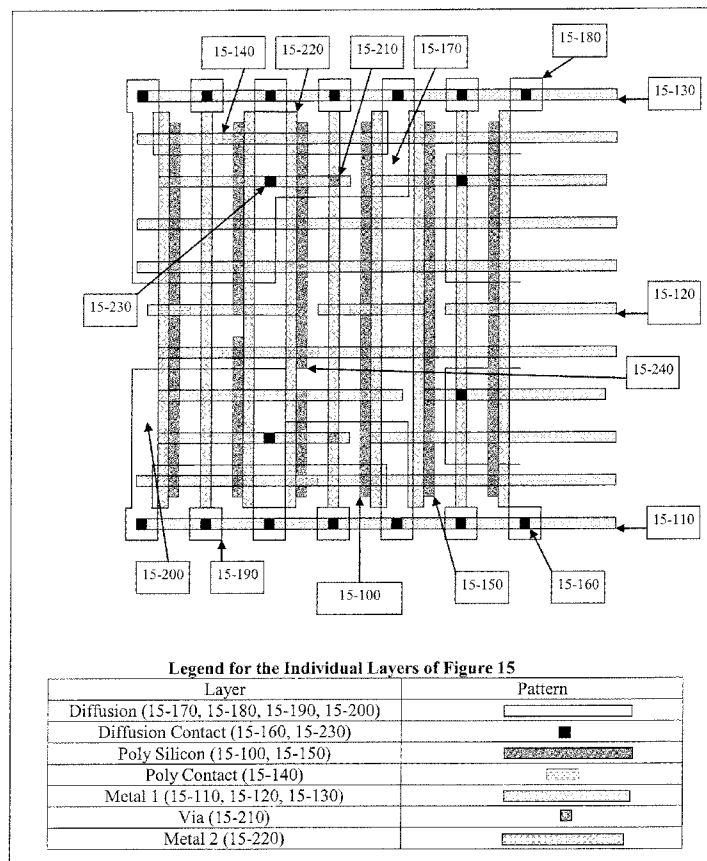 15-180
15-220
15-210
15-170
15-140
15-130
15-120
15-230
15-240
15-110
15-200
15-190
15-100
15-150
15-160
Legend for the Individual Layers of Figure 15
Layer Pattern
Diffusion (15-170, 15-180, 15-190, 15-200)
Diffusion Contact (15-160, 15-230)
Poly Silicon (15-100, 15-150)
Poly Contact (15-140)
Metal 1 (15-110, 15-120, 15-130)
Via (15-210)
Metal 2 (15-220)